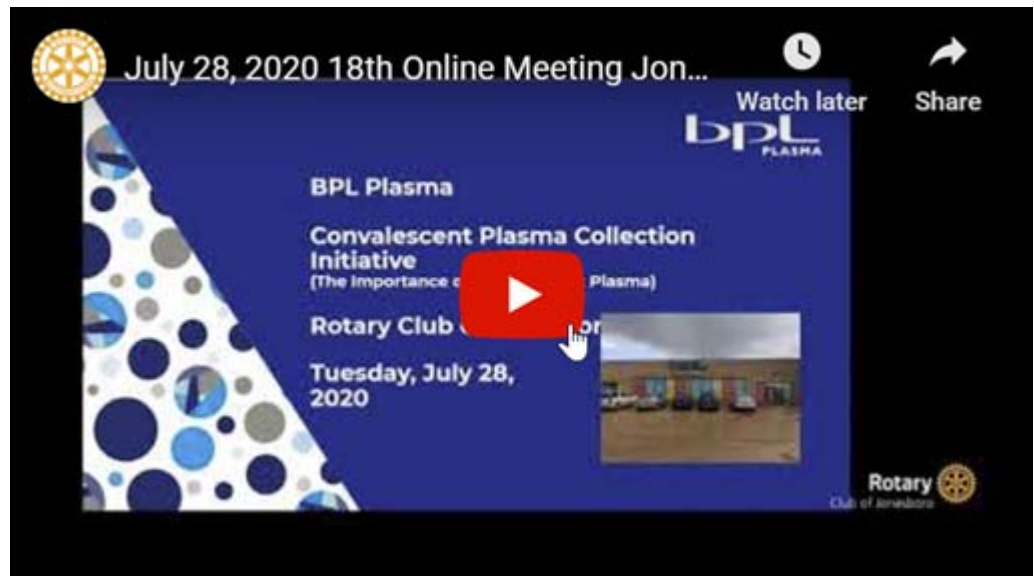 July 28, 2020 18th Online Meeting Jon...
Watch later
Share
bpl
PLASMA
BPL Plasma
Convalescent Plasma Collection
Initiative
(The Importance Plasma)
Rotary Club
Tuesday, July 28,
2020
Rotary
Club of Jonesboro